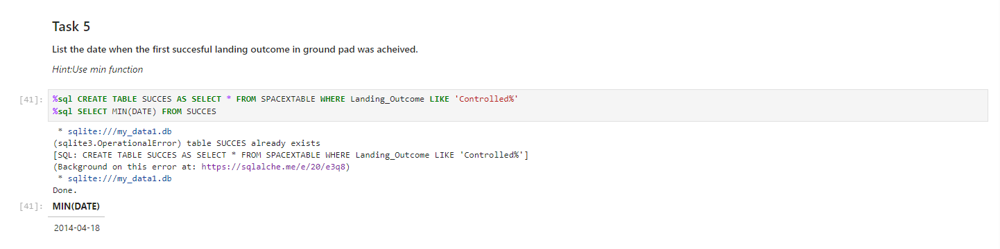 Task 5
List the date when the first succesful landing outcome in ground pad was acheived.
Hint:Use min function
[41]: %sql CREATE TABLE SUCCES AS SELECT * FROM SPACEXTABLE WHERE Landing_Outcome LIKE 'Controlled%'
%sql SELECT MIN(DATE) FROM SUCCES
* sqlite:///my_data1.db
(sqlite3.OperationalError) table SUCCES already exists
[SQL: CREATE TABLE SUCCES AS SELECT * FROM SPACEXTABLE WHERE Landing_Outcome LIKE 'Controlled%']
(Background on this error at: https://sqlalche.me/e/20/e3q8)
* sqlite:///my_data1.db
Done.
[41]: MIN(DATE)
2014-04-18